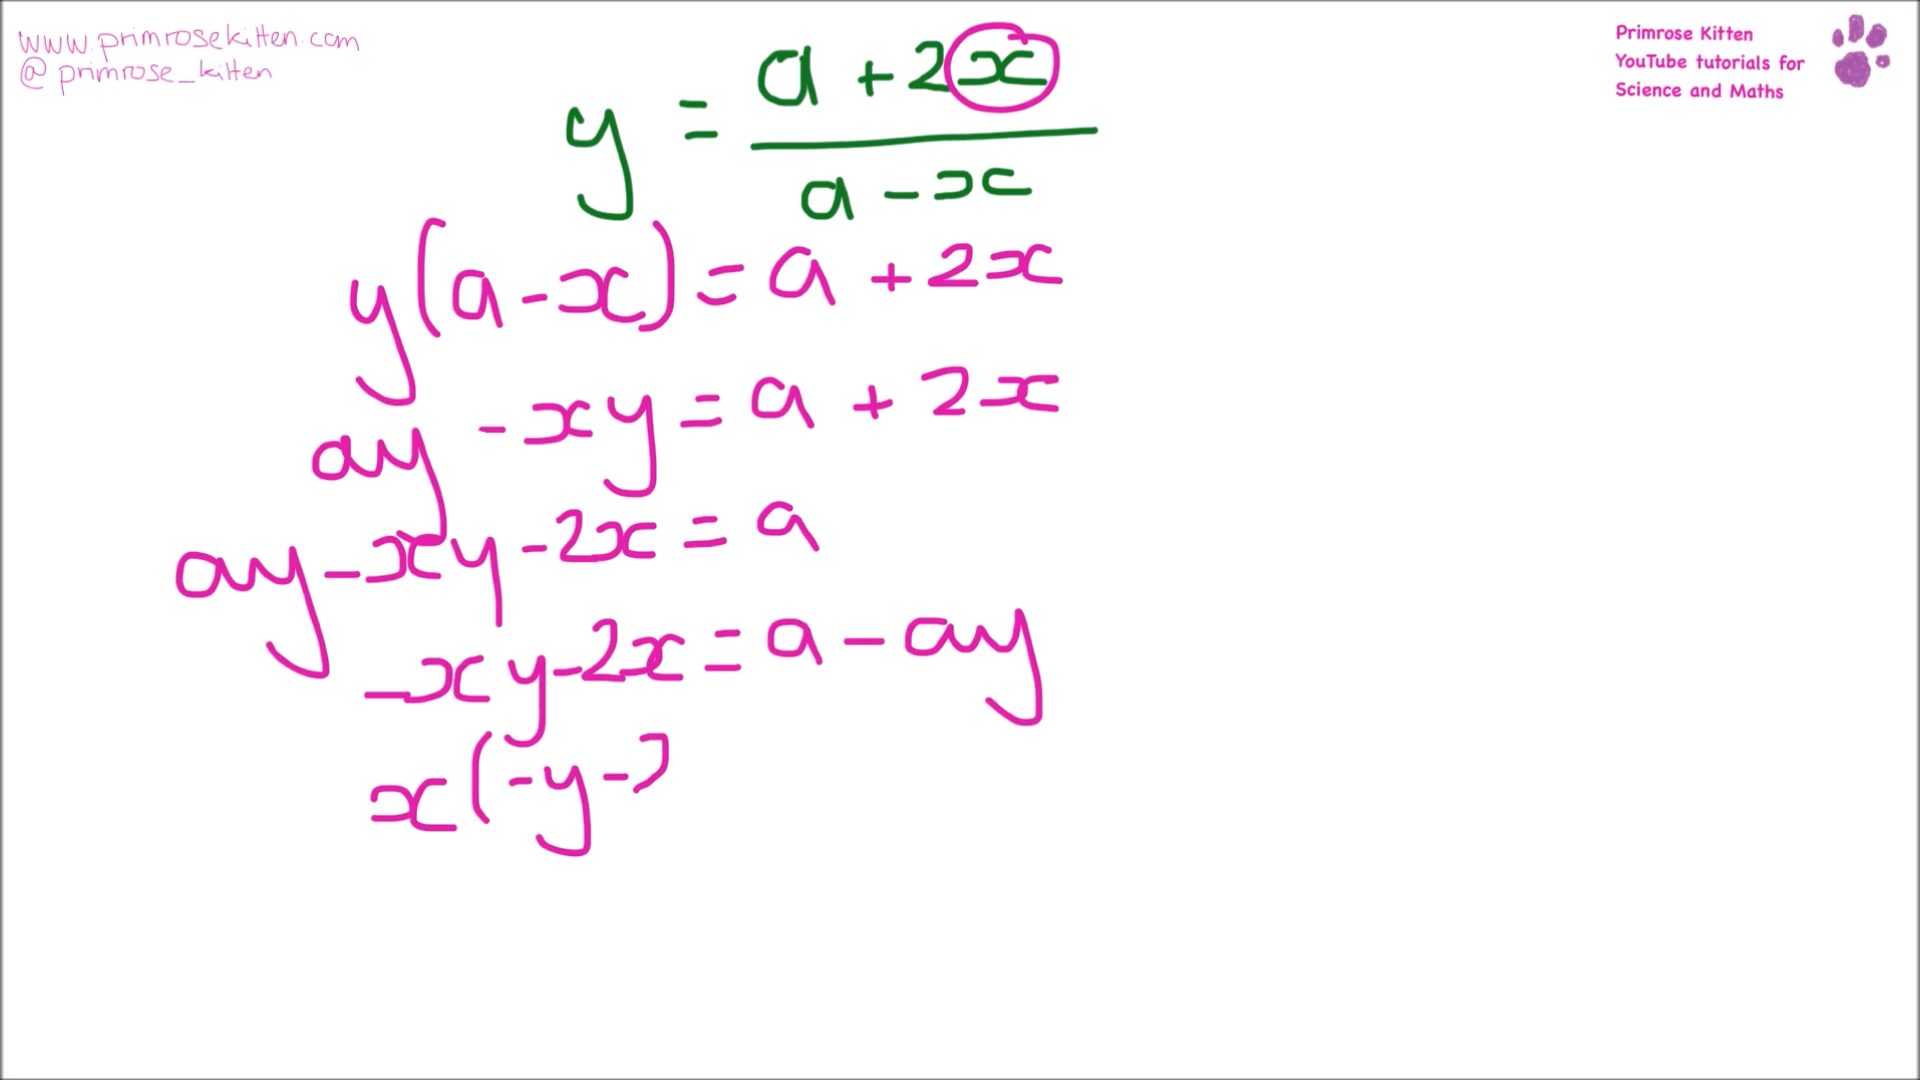 www.primrosekitten.com
@primrose_kitten
Primrose Kitten
YouTube tutorials for
Science and Maths
y = (a + 2x)/(a - x)
y(a - x) = a + 2x
ay - xy = a + 2x
ay - xy - 2x = a
-xy - 2x = a - ay
x(-y -